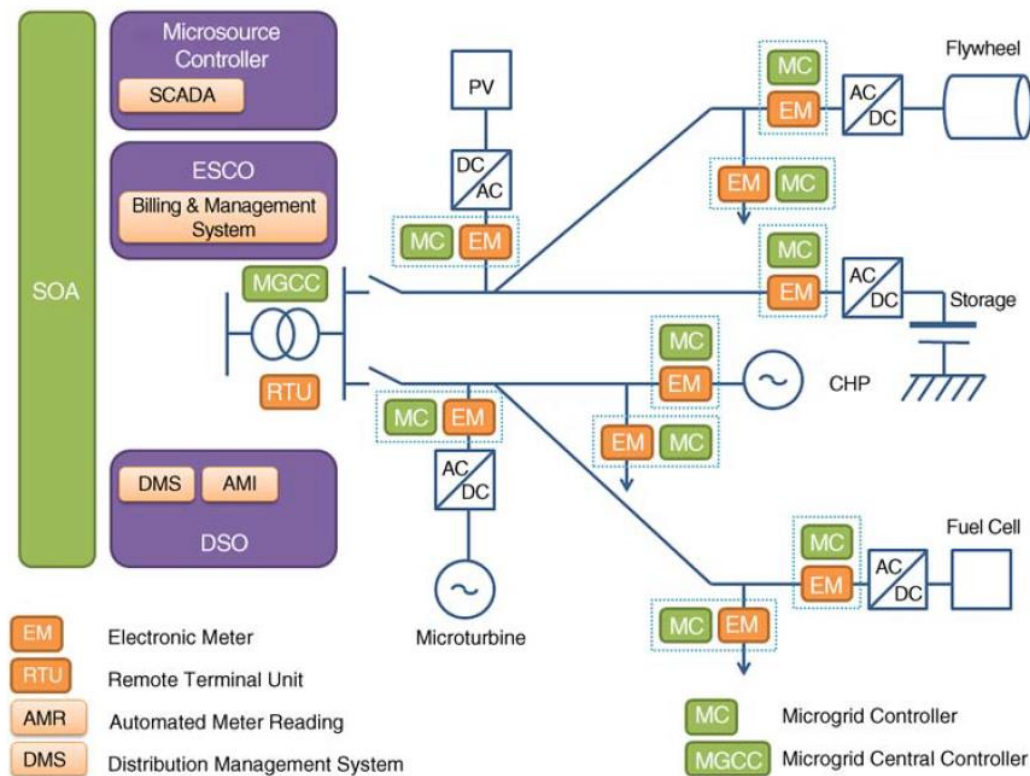 SOA
Microsource
Controller
SCADA
ESCO
Billing & Management
System
MGCC
RTU
DMS
AMI
DSO
PV
DC
AC
MC
EM
MC
EM
AC
DC
Flywheel
EM
MC
MC
EM
AC
DC
Storage
MC
EM
CHP
MC
EM
EM
MC
AC
DC
Microturbine
MC
EM
AC
DC
Fuel Cell
MC
EM
EM
Electronic Meter
RTU
Remote Terminal Unit
AMR
Automated Meter Reading
DMS
Distribution Management System
MC
Microgrid Controller
MGCC
Microgrid Central Controller